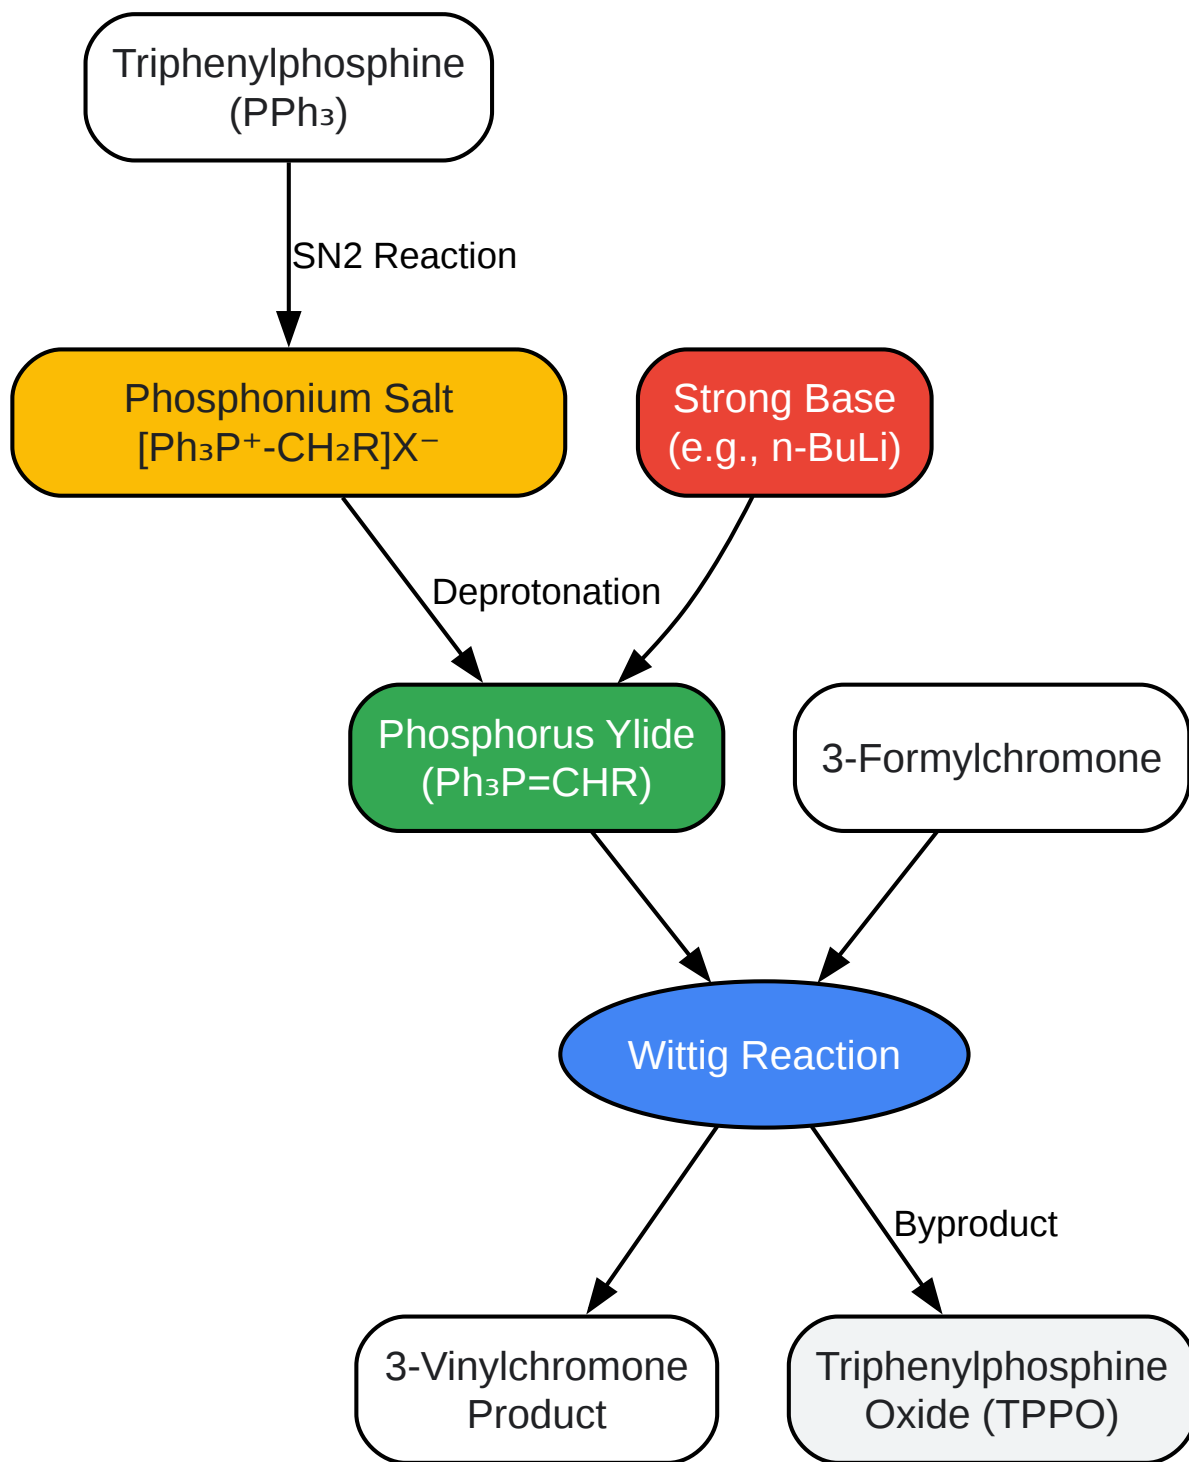 Triphenylphosphine
(PPh₃)
SN2 Reaction
Phosphonium Salt
[Ph₃P⁺-CH₂R]X⁻
Strong Base
(e.g., n-BuLi)
Deprotonation
Phosphorus Ylide
(Ph₃P=CHR)
3-Formylchromone
Wittig Reaction
Byproduct
3-Vinylchromone
Product
Triphenylphosphine
Oxide (TPPO)